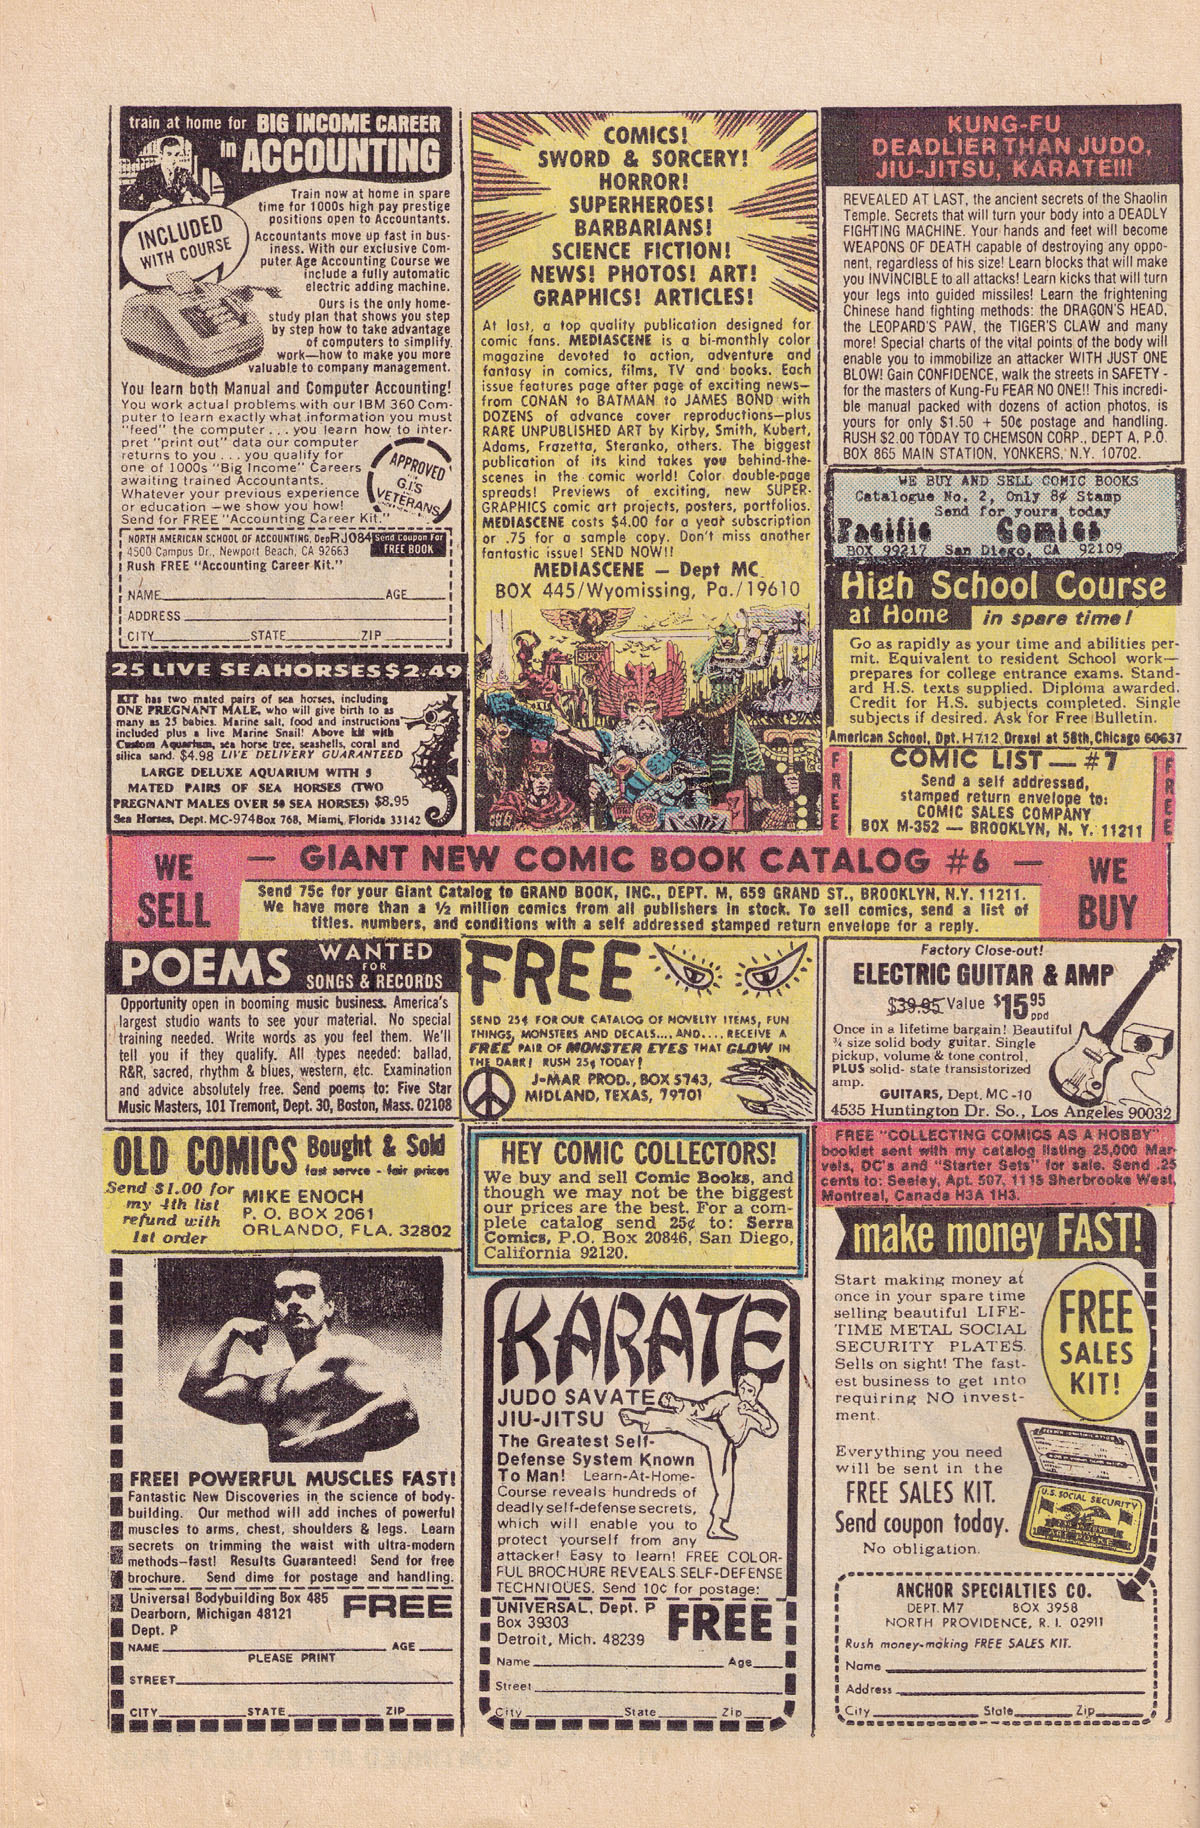 train at home for BIG INCOME CAREER
in ACCOUNTING
INCLUDED
WITH COURSE
Train now at home in spare
time for 1000s high pay prestige
positions open to Accountants.
Accountants move up fast in bus-
iness. With our exclusive Com-
puter Age Accounting Course we
include a fully automatic
electric adding machine.
Ours is the only home-
study plan that shows you step
by step how to take advantage
of computers to simplify.
work—how to make you more
valuable to company management.
You learn both Manual and Computer Accounting!
You work actual problems with our IBM 360 Com-
puter to learn exactly what information you must
"feed" the computer . . . you learn how to inter-
pret "print out" data our computer
returns to you . . . you qualify for
one of 1000s "Big Income" Careers
awaiting trained Accountants.
Whatever your previous experience
or education —we show you how!
Send for FREE "Accounting Career Kit."
APPROVED
for
G.I'S
VETERANS
NORTH AMERICAN SCHOOL OF ACCOUNTING, Dep RJ084
4500 Campus Dr., Newport Beach, CA 92663
Send Coupon For
FREE BOOK
Rush FREE "Accounting Career Kit."
NAME AGE
ADDRESS
CITY STATE ZIP
25 LIVE SEAHORSES $2.49
KIT has two mated pairs of sea horses, including
ONE PREGNANT MALE, who will give birth to as
many as 25 babies. Marine salt, food and instructions
included plus a live Marine Snail! Above kit with
Custom Aquarium, sea horse tree, seashells, coral and
silica sand. $4.98 LIVE DELIVERY GUARANTEED
LARGE DELUXE AQUARIUM WITH 5
MATED PAIRS OF SEA HORSES (TWO
PREGNANT MALES OVER 50 SEA HORSES) $8.95
Sea Horses, Dept. MC-974 Box 768, Miami, Florida 33142
COMICS!
SWORD & SORCERY!
HORROR!
SUPERHEROES!
BARBARIANS!
SCIENCE FICTION!
NEWS! PHOTOS! ART!
GRAPHICS! ARTICLES!
At last, a top quality publication designed for
comic fans. MEDIASCENE is a bi-monthly color
magazine devoted to action, adventure and
fantasy in comics, films, TV and books. Each
issue features page after page of exciting news—
from CONAN to BATMAN to JAMES BOND with
DOZENS of advance cover reproductions—plus
RARE UNPUBLISHED ART by Kirby, Smith, Kubert,
Adams, Frazetta, Steranko, others. The biggest
publication of its kind takes you behind-the-
scenes in the comic world! Color double-page
spreads! Previews of exciting, new SUPER-
GRAPHICS comic art projects, posters, portfolios.
MEDIASCENE costs $4.00 for a year subscription
or .75 for a sample copy. Don't miss another
fantastic issue! SEND NOW!!
MEDIASCENE — Dept MC
BOX 445/Wyomissing, Pa./19610
SPQR
KUNG-FU
DEADLIER THAN JUDO,
JIU-JITSU, KARATE!!!
REVEALED AT LAST, the ancient secrets of the Shaolin
Temple. Secrets that will turn your body into a DEADLY
FIGHTING MACHINE. Your hands and feet will become
WEAPONS OF DEATH capable of destroying any oppo-
nent, regardless of his size! Learn blocks that will make
you INVINCIBLE to all attacks! Learn kicks that will turn
your legs into guided missiles! Learn the frightening
Chinese hand fighting methods: the DRAGON'S HEAD,
the LEOPARD'S PAW, the TIGER'S CLAW and many
more! Special charts of the vital points of the body will
enable you to immobilize an attacker WITH JUST ONE
BLOW! Gain CONFIDENCE, walk the streets in SAFETY -
for the masters of Kung-Fu FEAR NO ONE!! This incredi-
ble manual packed with dozens of action photos, is
yours for only $1.50 + 50¢ postage and handling.
RUSH $2.00 TODAY TO CHEMSON CORP., DEPT A, P.O.
BOX 865 MAIN STATION, YONKERS, N.Y. 10702.
WE BUY AND SELL COMIC BOOKS
Catalogue No. 2, Only 8¢ Stamp
Send for yours today
Pacific Comics
BOX 99217 San Diego, CA 92109
High School Course
at Home in spare time!
Go as rapidly as your time and abilities per-
mit. Equivalent to resident School work—
prepares for college entrance exams. Stand-
ard H.S. texts supplied. Diploma awarded.
Credit for H.S. subjects completed. Single
subjects if desired. Ask for Free Bulletin.
American School, Dpt. H712 Drexel at 58th, Chicago 60637
FREE
COMIC LIST — #7
Send a self addressed,
stamped return envelope to:
COMIC SALES COMPANY
BOX M-352 — BROOKLYN, N. Y. 11211
FREE
WE
SELL
— GIANT NEW COMIC BOOK CATALOG #6 —
Send 75c for your Giant Catalog to GRAND BOOK, INC., DEPT. M, 659 GRAND ST., BROOKLYN, N.Y. 11211.
We have more than a ½ million comics from all publishers in stock. To sell comics, send a list of
titles. numbers, and conditions with a self addressed stamped return envelope for a reply.
WE
BUY
POEMS WANTED
FOR
SONGS & RECORDS
Opportunity open in booming music business. America's
largest studio wants to see your material. No special
training needed. Write words as you feel them. We'll
tell you if they qualify. All types needed: ballad,
R&R, sacred, rhythm & blues, western, etc. Examination
and advice absolutely free. Send poems to: Five Star
Music Masters, 101 Tremont, Dept. 30, Boston, Mass. 02108
FREE
SEND 25¢ FOR OUR CATALOG OF NOVELTY ITEMS, FUN
THINGS, MONSTERS AND DECALS....AND....RECEIVE A
FREE PAIR OF MONSTER EYES THAT GLOW IN
THE DARK! RUSH 25¢ TODAY!
J-MAR PROD., BOX 5743,
MIDLAND, TEXAS, 79701
Factory Close-out!
ELECTRIC GUITAR & AMP
$39.95 Value $15.95 ppd
Once in a lifetime bargain! Beautiful
¾ size solid body guitar. Single
pickup, volume & tone control,
PLUS solid- state transistorized
amp.
GUITARS, Dept. MC-10
4535 Huntington Dr. So., Los Angeles 90032
OLD COMICS Bought & Sold
fast servce - fair prices
Send $1.00 for
my 4th list
refund with
1st order
MIKE ENOCH
P. O. BOX 2061
ORLANDO, FLA. 32802
HEY COMIC COLLECTORS!
We buy and sell Comic Books, and
though we may not be the biggest
our prices are the best. For a com-
plete catalog send 25¢ to: Serra
Comics, P.O. Box 20846, San Diego,
California 92120.
FREE "COLLECTING COMICS AS A HOBBY"
booklet sent with my catalog listing 25,000 Mar-
vels, DC's and "Starter Sets" for sale. Send .25
cents to: Seeley, Apt. 507, 1115 Sherbrooke West,
Montreal, Canada H3A 1H3.
FREE! POWERFUL MUSCLES FAST!
Fantastic New Discoveries in the science of body-
building. Our method will add inches of powerful
muscles to arms, chest, shoulders & legs. Learn
secrets on trimming the waist with ultra-modern
methods—fast! Results Guaranteed! Send for free
brochure. Send dime for postage and handling.
Universal Bodybuilding Box 485
Dearborn, Michigan 48121
Dept. P
FREE
NAME AGE
PLEASE PRINT
STREET
CITY STATE ZIP
KARATE
JUDO SAVATE
JIU-JITSU
The Greatest Self-
Defense System Known
To Man! Learn-At-Home-
Course reveals hundreds of
deadly self-defense secrets,
which will enable you to
protect yourself from any
attacker! Easy to learn! FREE COLOR-
FUL BROCHURE REVEALS SELF-DEFENSE
TECHNIQUES. Send 10¢ for postage:
UNIVERSAL, Dept. P
Box 39303
Detroit, Mich. 48239
FREE
Name Age
Street
City State Zip
make money FAST!
Start making money at
once in your spare time
selling beautiful LIFE-
TIME METAL SOCIAL
SECURITY PLATES.
Sells on sight! The fast-
est business to get into
requiring NO invest-
ment.
FREE
SALES
KIT!
Everything you need
will be sent in the
FREE SALES KIT.
Send coupon today.
No obligation.
U.S. SOCIAL SECURITY
ANCHOR SPECIALTIES CO.
DEPT. M7 BOX 3958
NORTH PROVIDENCE, R. I. 02911
Rush money-making FREE SALES KIT.
Name
Address
City State Zip